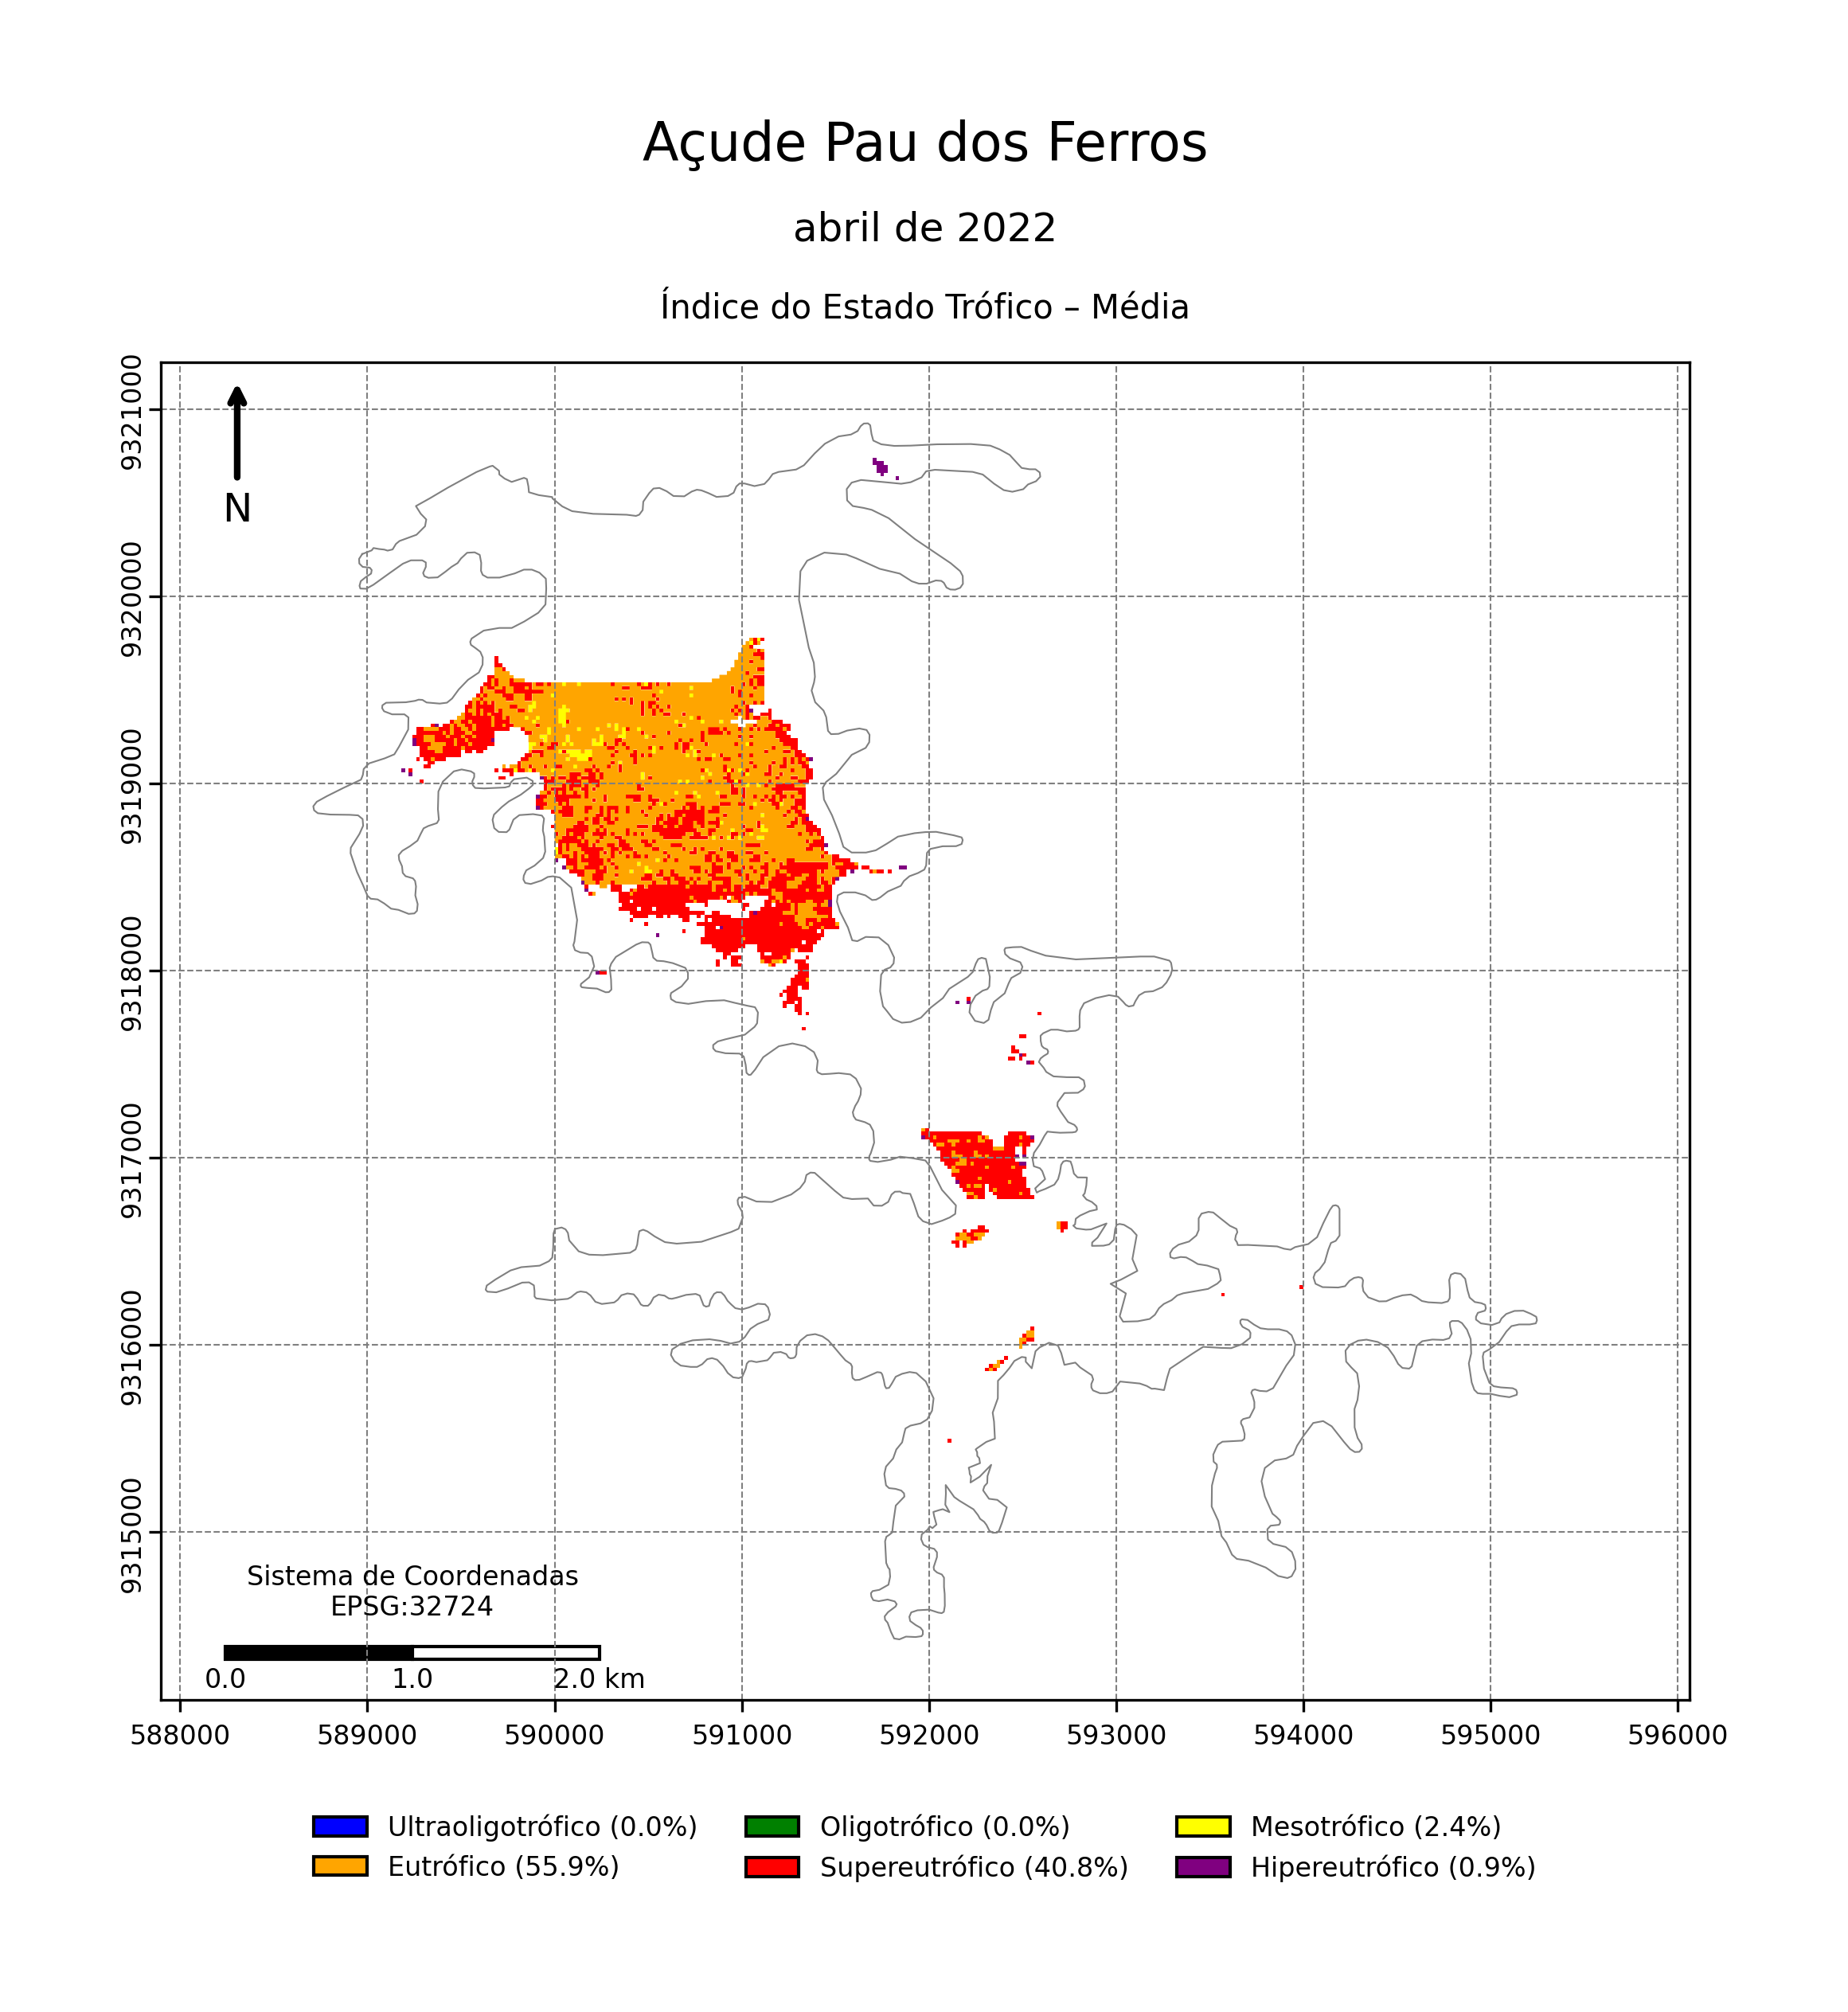 Açude Pau dos Ferros
abril de 2022
Índice do Estado Trófico – Média
9321000
9320000
9319000
9318000
9317000
9316000
9315000
N
Sistema de Coordenadas
EPSG:32724
0.0 1.0 2.0 km
588000 589000 590000 591000 592000 593000 594000 595000 596000
Ultraoligotrófico (0.0%) Oligotrófico (0.0%) Mesotrófico (2.4%)
Eutrófico (55.9%) Supereutrófico (40.8%) Hipereutrófico (0.9%)